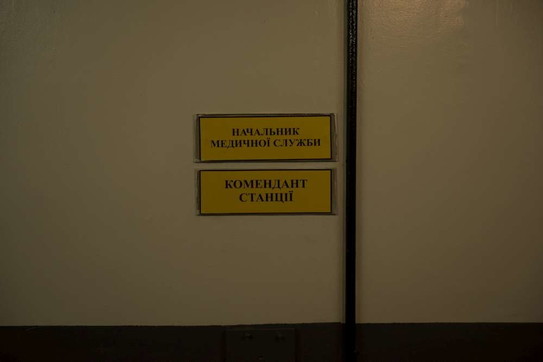 НАЧАЛЬНИК
МЕДИЧНОЇ СЛУЖБИ
КОМЕНДАНТ
СТАНЦІЇ